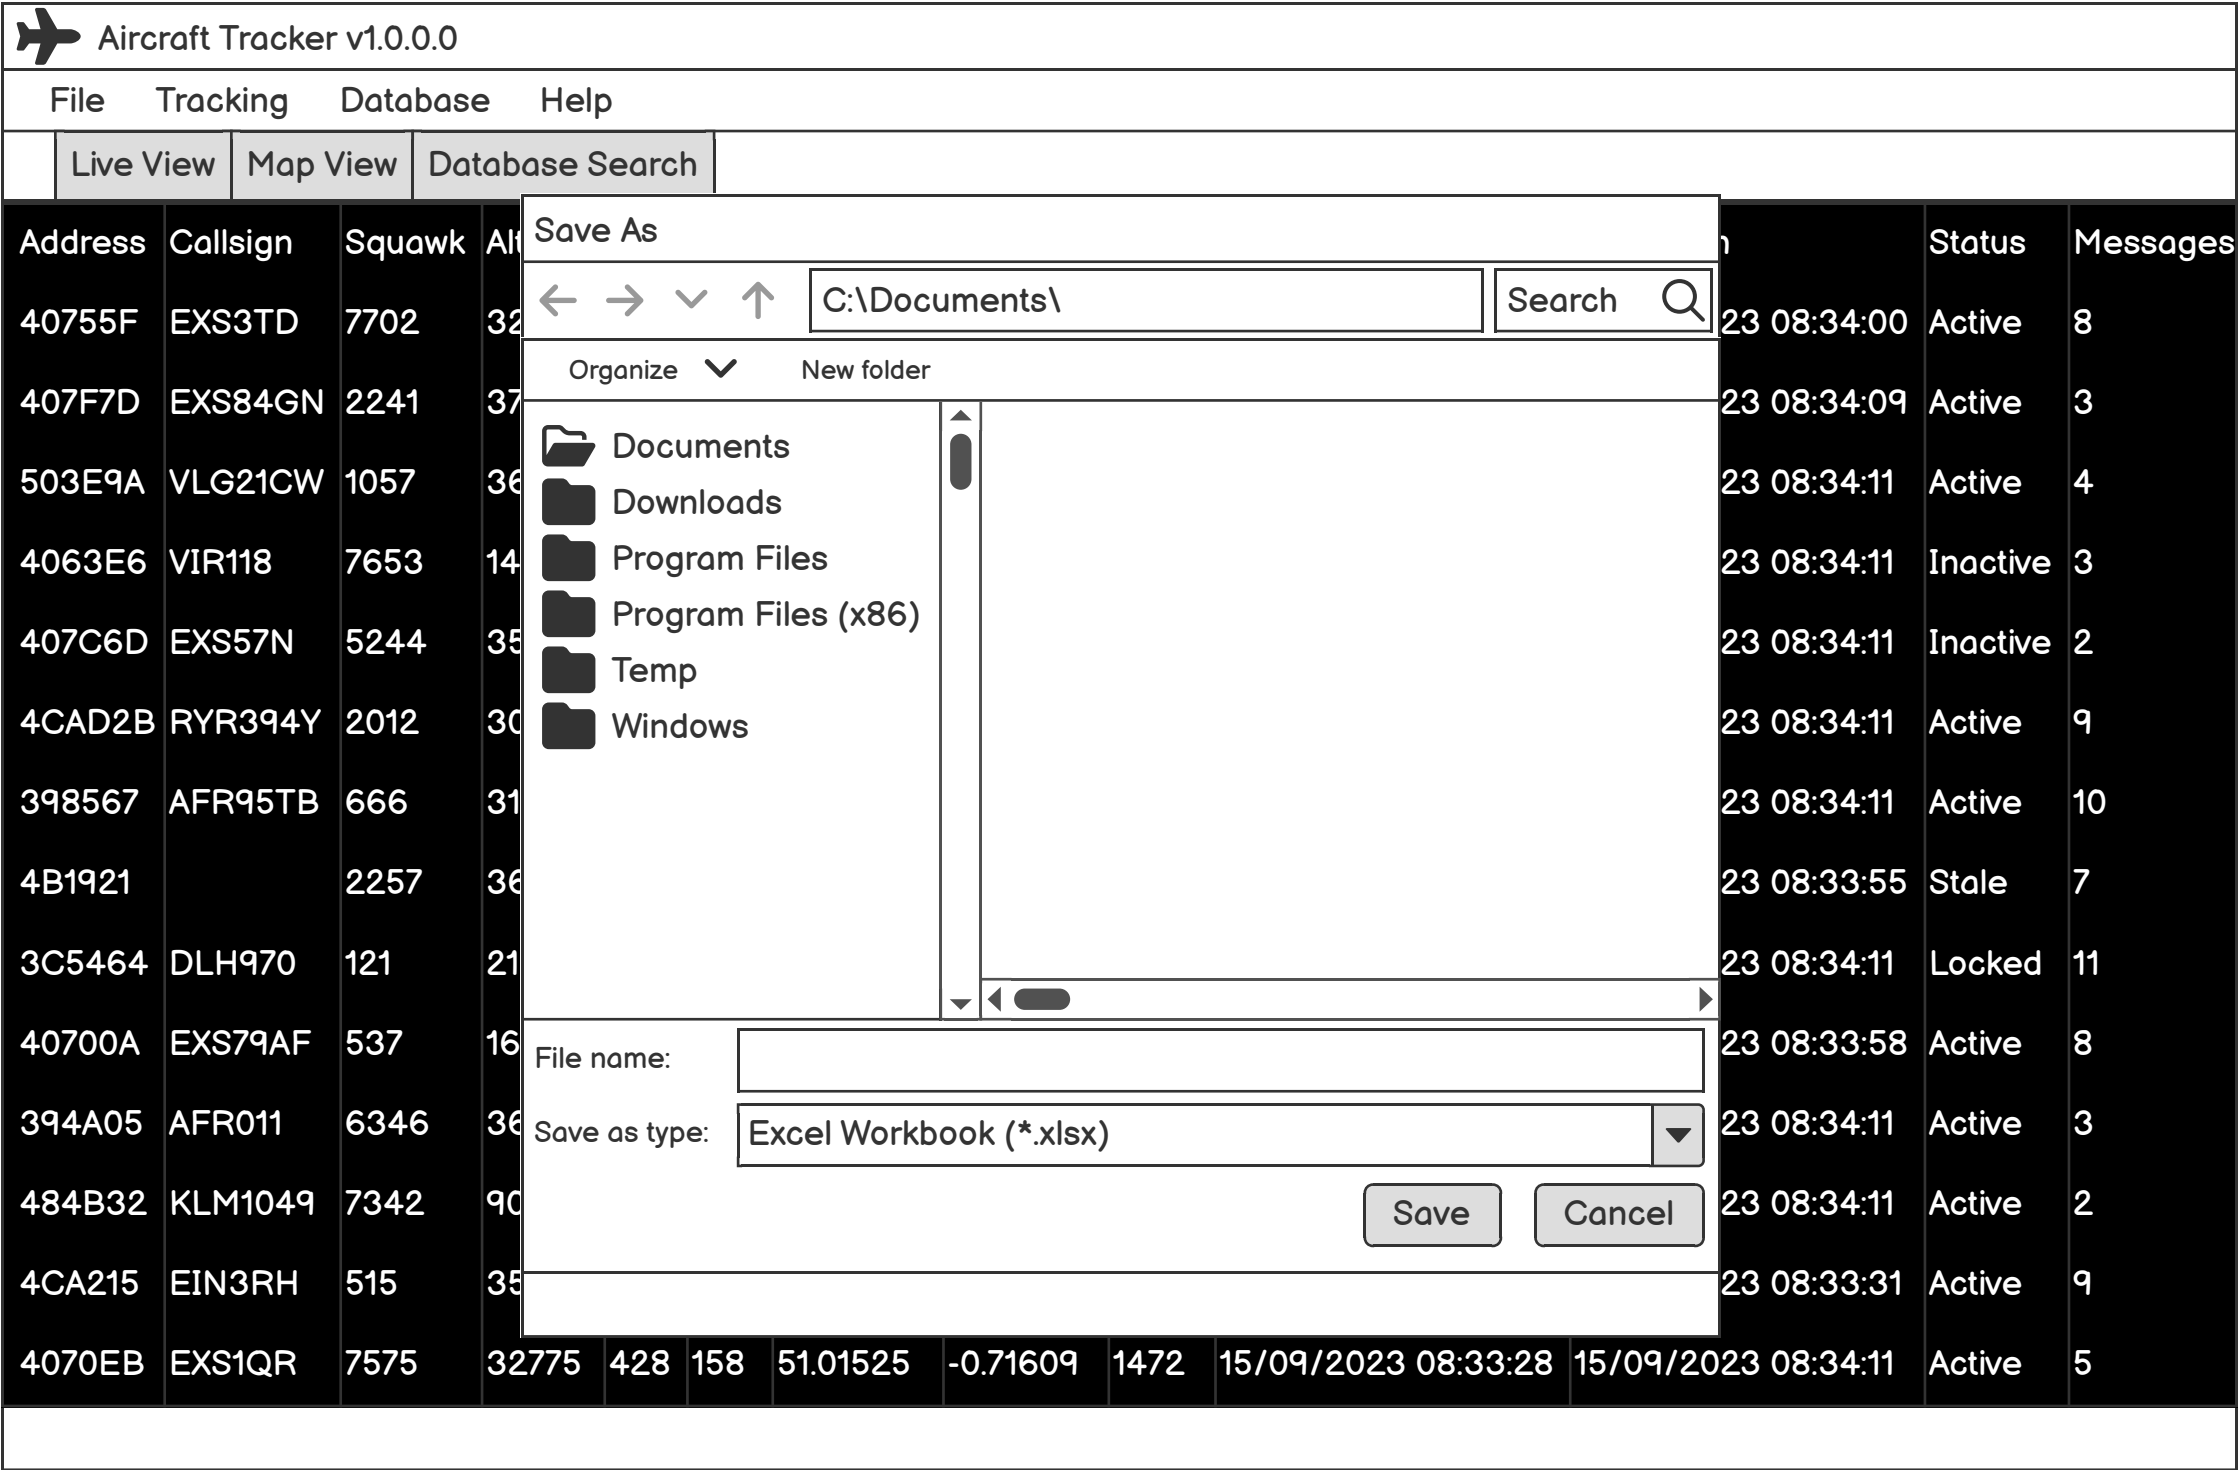 Aircraft Tracker v1.0.0.0
File Tracking Database Help
Live View Map View Database Search
Save As
Address Callsign Squawk Status Messages
C:\Documents\ Search
40755F EXS3TD 7702 23 08:34:00 Active 8
Organize New folder
407F7D EXS84GN 2241 23 08:34:09 Active 3
Documents
503E9A VLG21CW 1057 23 08:34:11 Active 4
Downloads
4063E6 VIR118 7653 14 23 08:34:11 Inactive 3
Program Files
Program Files (x86)
407C6D EXS57N 5244 35 23 08:34:11 Inactive 2
Temp
4CAD2B RYR394Y 2012 23 08:34:11 Active 9
Windows
398567 AFR95TB 666 31 23 08:34:11 Active 10
4B1921 2257 23 08:33:55 Stale 7
3C5464 DLH970 121 21 23 08:34:11 Locked 11
40700A EXS79AF 537 16 23 08:33:58 Active 8
File name:
394A05 AFR011 6346 23 08:34:11 Active 3
Save as type: Excel Workbook (*.xlsx)
484B32 KLM1049 7342 23 08:34:11 Active 2
Save Cancel
4CA215 EIN3RH 515 35 23 08:33:31 Active 9
4070EB EXS1QR 7575 32775 428 158 51.01525 -0.71609 1472 15/09/2023 08:33:28 15/09/2023 08:34:11 Active 5